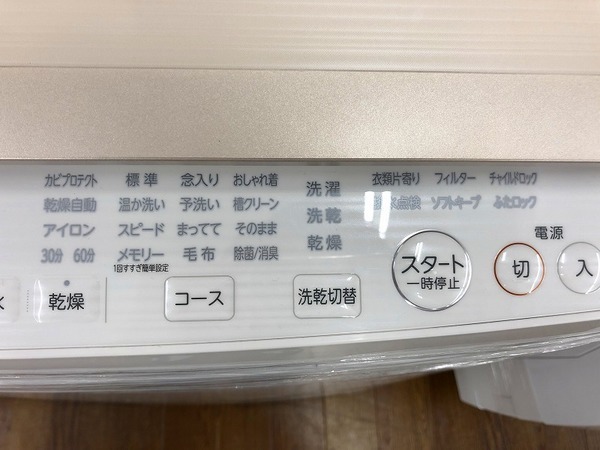 カビプロテクト 標準 念入り おしゃれ着
乾燥自動 温か洗い 予洗い 槽クリーン
アイロン スピード まってて そのまま
30分 60分 メモリー 毛布 除菌/消臭
1回すすぎ簡単設定
洗濯
洗乾
乾燥
衣類片寄り フィルター チャイルドロック
点検 ソフトキープ ふたロック
電源
乾燥 コース 洗乾切替
スタート
一時停止
切 入